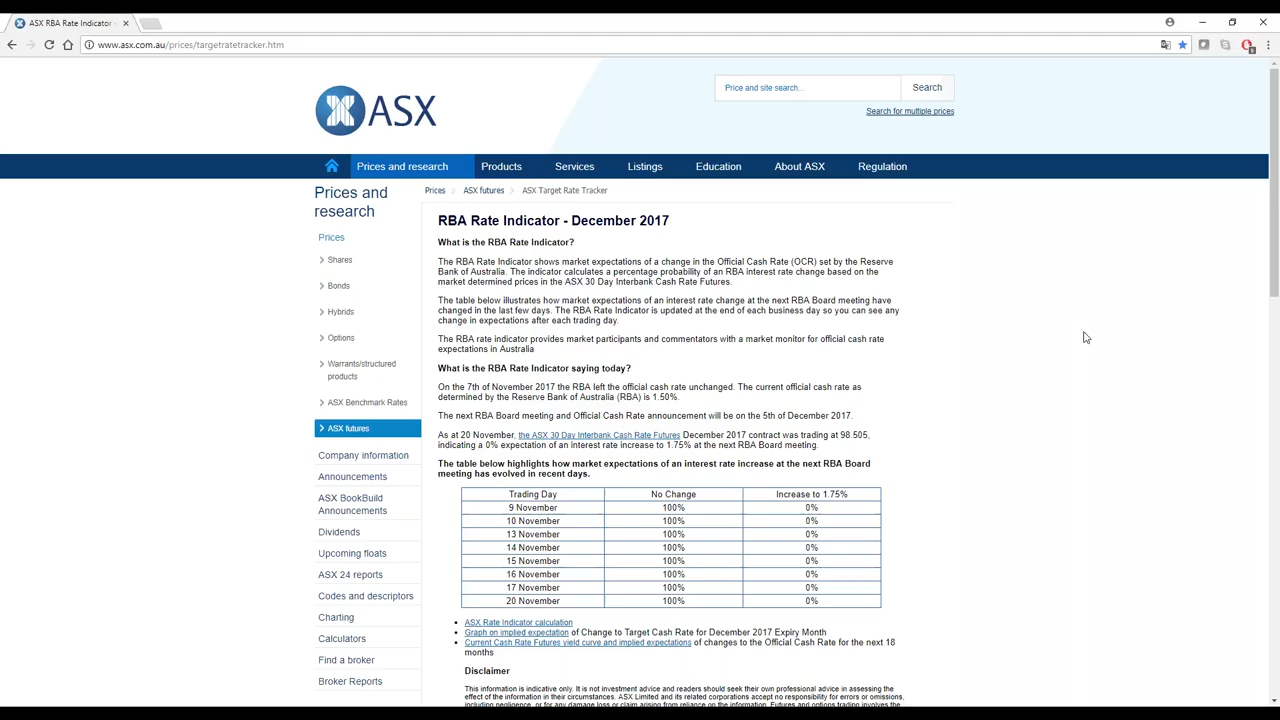 ASX RBA Rate Indicator
www.asx.com.au/prices/targetratetracker.htm
ASX
Price and site search...
Search
Search for multiple prices
Prices and research
Products
Services
Listings
Education
About ASX
Regulation
Prices and
research
Prices
Shares
Bonds
Hybrids
Options
Warrants/structured
products
ASX Benchmark Rates
ASX futures
Company information
Announcements
ASX BookBuild
Announcements
Dividends
Upcoming floats
ASX 24 reports
Codes and descriptors
Charting
Calculators
Find a broker
Broker Reports
Prices ASX futures ASX Target Rate Tracker
RBA Rate Indicator - December 2017
What is the RBA Rate Indicator?
The RBA Rate Indicator shows market expectations of a change in the Official Cash Rate (OCR) set by the Reserve
Bank of Australia. The indicator calculates a percentage probability of an RBA interest rate change based on the
market determined prices in the ASX 30 Day Interbank Cash Rate Futures.
The table below illustrates how market expectations of an interest rate change at the next RBA Board meeting have
changed in the last few days. The RBA Rate Indicator is updated at the end of each business day so you can see any
change in expectations after each trading day.
The RBA rate indicator provides market participants and commentators with a market monitor for official cash rate
expectations in Australia
What is the RBA Rate Indicator saying today?
On the 7th of November 2017 the RBA left the official cash rate unchanged. The current official cash rate as
determined by the Reserve Bank of Australia (RBA) is 1.50%.
The next RBA Board meeting and Official Cash Rate announcement will be on the 5th of December 2017.
As at 20 November, the ASX 30 Day Interbank Cash Rate Futures December 2017 contract was trading at 98.505,
indicating a 0% expectation of an interest rate increase to 1.75% at the next RBA Board meeting.
The table below highlights how market expectations of an interest rate increase at the next RBA Board
meeting has evolved in recent days.
Trading Day No Change Increase to 1.75%
9 November 100% 0%
10 November 100% 0%
13 November 100% 0%
14 November 100% 0%
15 November 100% 0%
16 November 100% 0%
17 November 100% 0%
20 November 100% 0%
• ASX Rate Indicator calculation
• Graph on implied expectation of Change to Target Cash Rate for December 2017 Expiry Month
• Current Cash Rate Futures yield curve and implied expectations of changes to the Official Cash Rate for the next 18
months
Disclaimer
This information is indicative only. It is not investment advice and readers should seek their own professional advice in assessing the
effect of the information in their circumstances. ASX Limited and its related corporations accept no responsibility for errors or omissions,
including negligence, or for any damage loss or claim arising from reliance on the information. Futures and options trading involves the